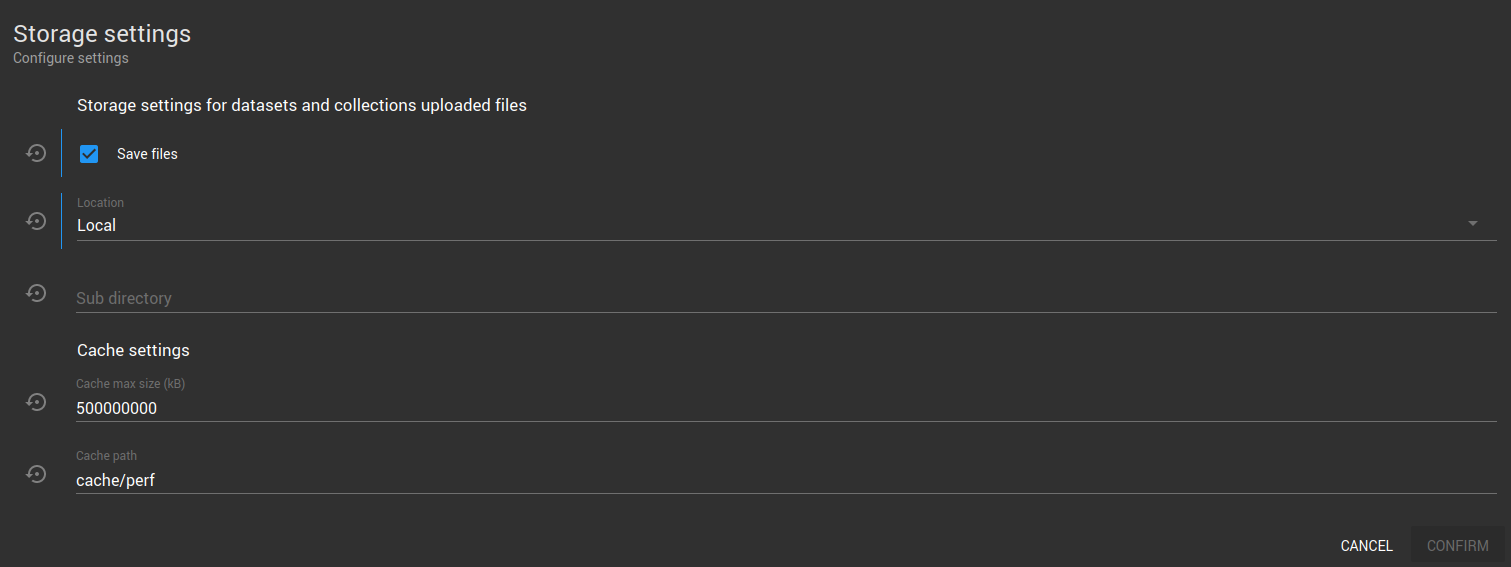 Storage settings
Configure settings
Storage settings for datasets and collections uploaded files
Save files
Location
Local
Sub directory
Cache settings
Cache max size (kB)
500000000
Cache path
cache/perf
CANCEL CONFIRM